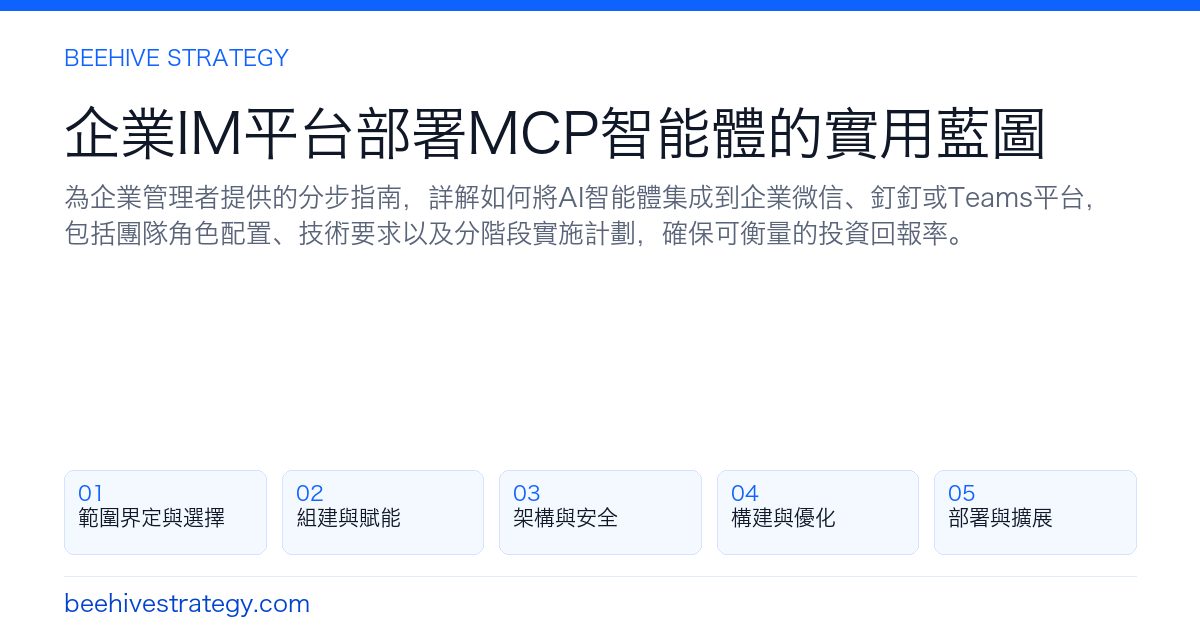 BEEHIVE STRATEGY
企業IM平台部署MCP智能體的實用藍圖
為企業管理者提供的分步指南，詳解如何將AI智能體集成到企業微信、釘釘或Teams平台，
包括團隊角色配置、技術要求以及分階段實施計劃，確保可衡量的投資回報率。
01
範圍界定與選擇
02
組建與賦能
03
架構與安全
04
構建與優化
05
部署與擴展
beehivestrategy.com